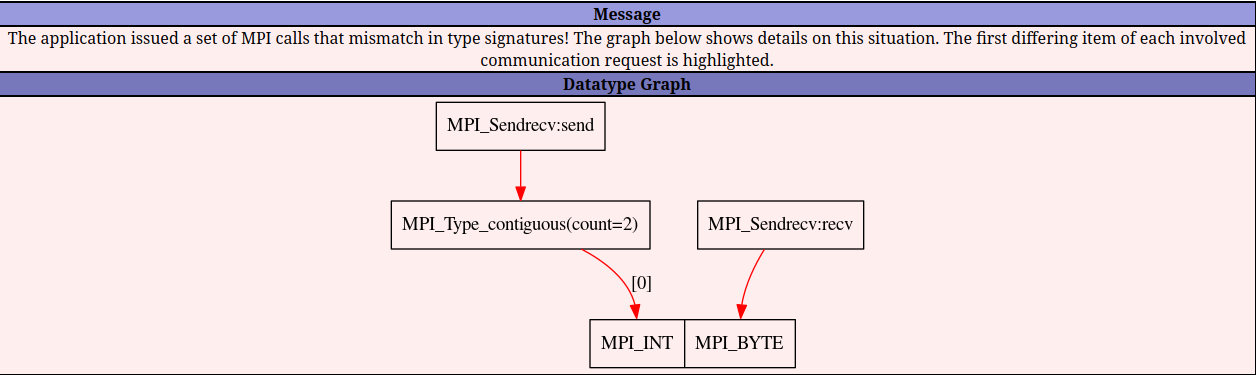 Message
The application issued a set of MPI calls that mismatch in type signatures! The graph below shows details on this situation. The first differing item of each involved
communication request is highlighted.
Datatype Graph
MPI_Sendrecv:send
MPI_Type_contiguous(count=2)
MPI_Sendrecv:recv
[0]
MPI_INT
MPI_BYTE